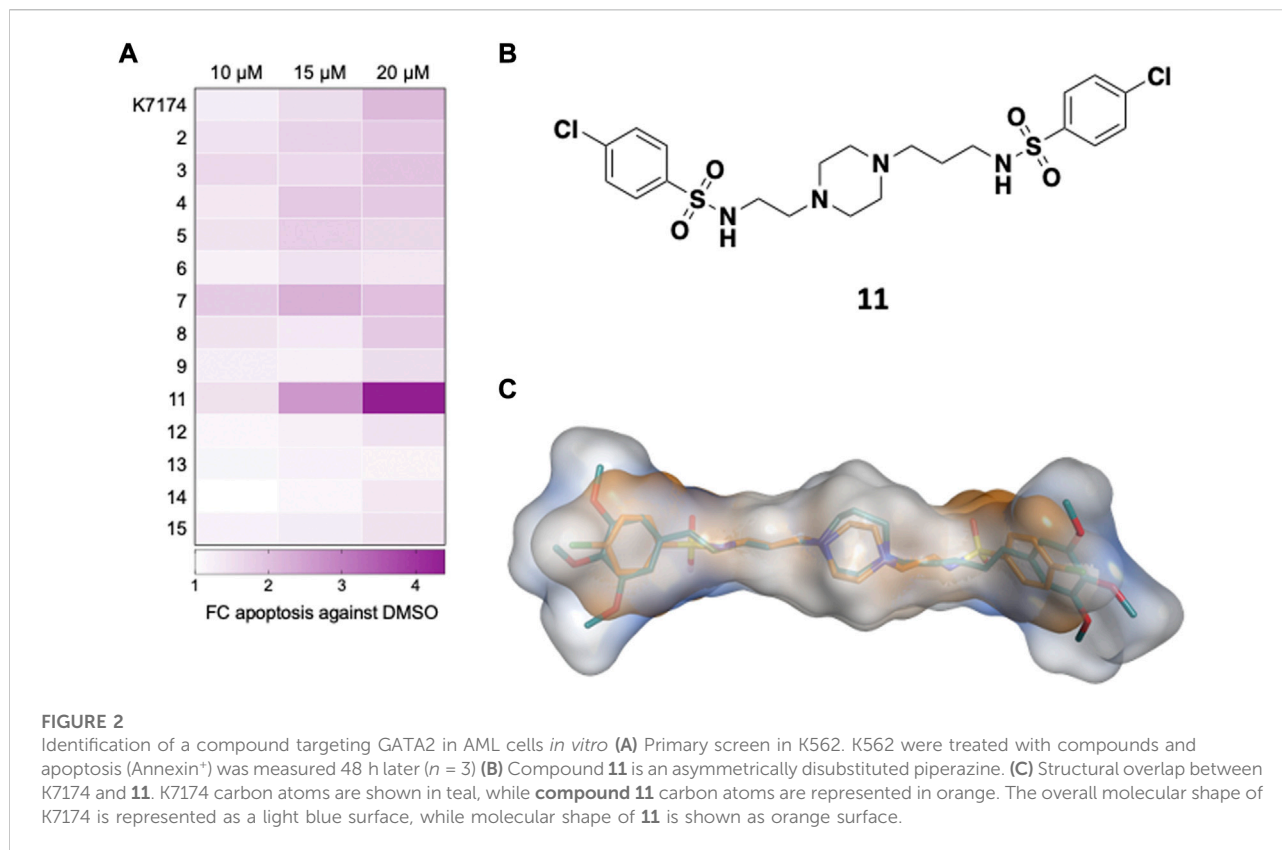 A
10 µM 15 µM 20 µM
K7174
2
3
4
5
6
7
8
9
11
12
13
14
15
1 2 3 4
FC apoptosis against DMSO
B
Cl
O
S
O
N
H
N
N
N
H
O
S
O
Cl
11
C
FIGURE 2
Identification of a compound targeting GATA2 in AML cells in vitro (A) Primary screen in K562. K562 were treated with compounds and
apoptosis (Annexin⁺) was measured 48 h later (n = 3) (B) Compound 11 is an asymmetrically disubstituted piperazine. (C) Structural overlap between
K7174 and 11. K7174 carbon atoms are shown in teal, while compound 11 carbon atoms are represented in orange. The overall molecular shape of
K7174 is represented as a light blue surface, while molecular shape of 11 is shown as orange surface.